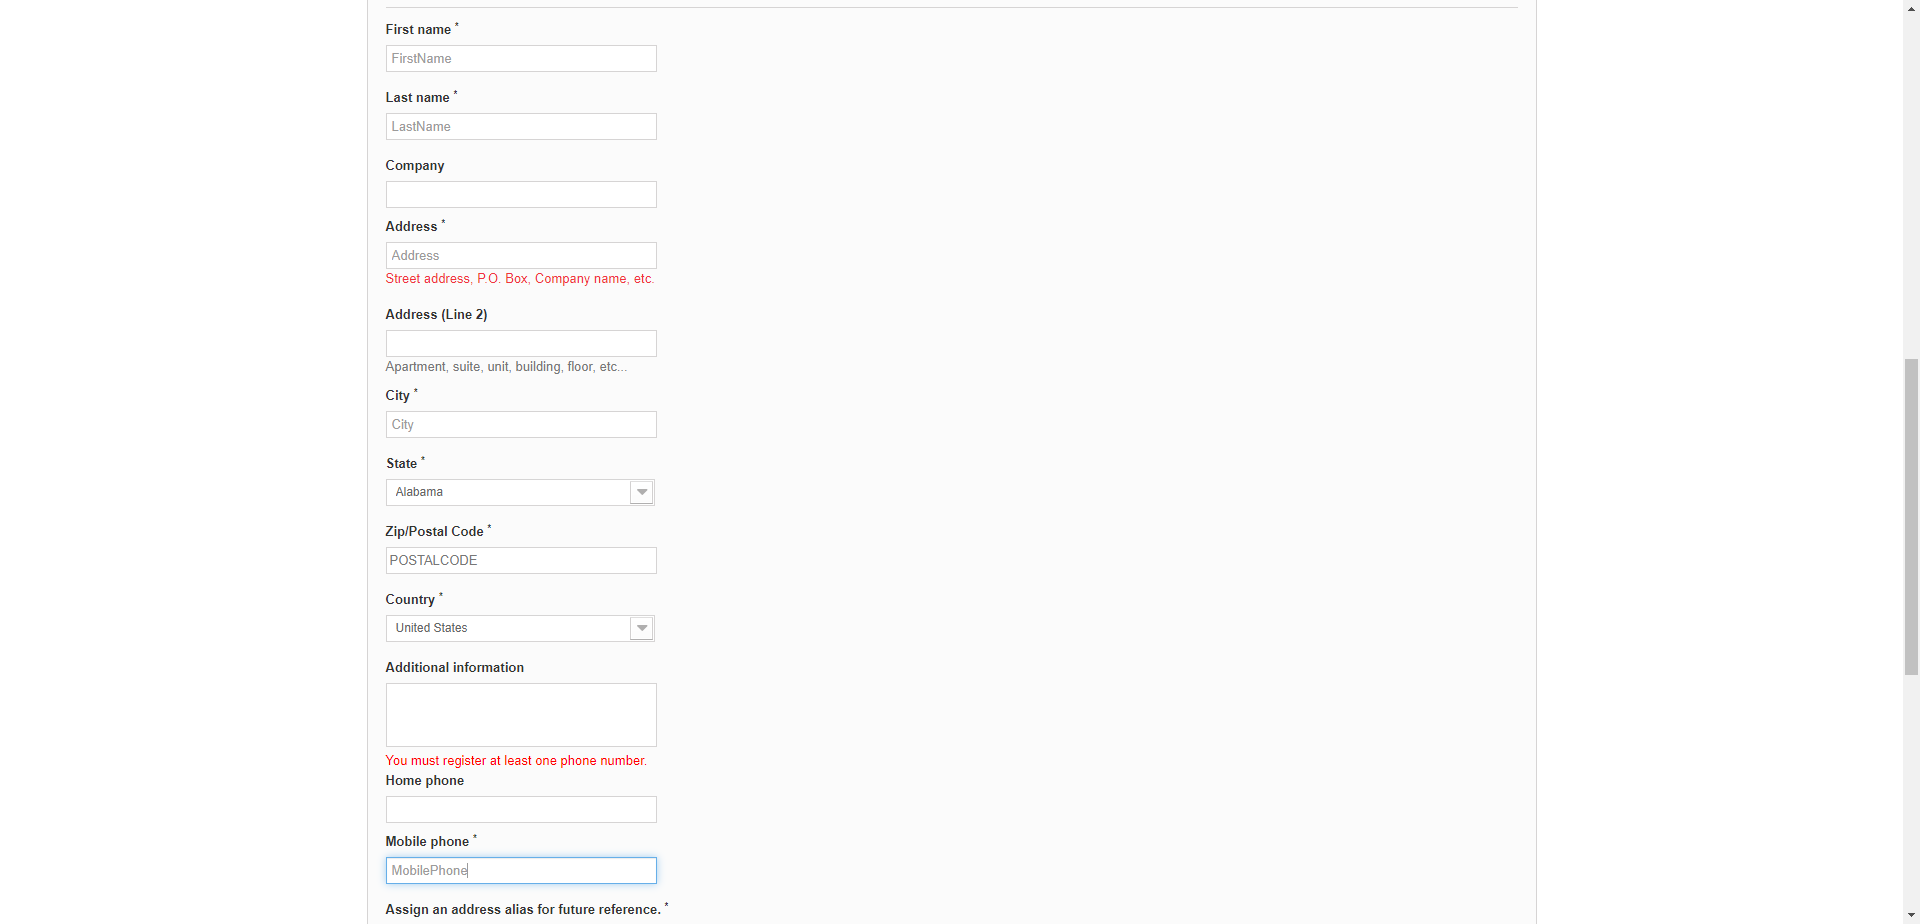 First name *
FirstName
Last name *
LastName
Company
Address *
Address
Street address, P.O. Box, Company name, etc.
Address (Line 2)
Apartment, suite, unit, building, floor, etc...
City *
City
State *
Alabama
Zip/Postal Code *
POSTALCODE
Country *
United States
Additional information
You must register at least one phone number.
Home phone
Mobile phone *
MobilePhone
Assign an address alias for future reference. *